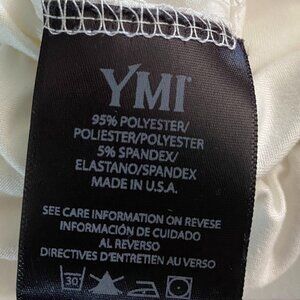 YMI
95% POLYESTER/
POLIESTER/POLYESTER
5% SPANDEX/
ELASTANO/SPANDEX
MADE IN U.S.A.
SEE CARE INFORMATION ON REVESE
INFORMACIÓN DE CUIDADO
AL REVERSO
DIRECTIVES D'ENTRETIEN AU VERSO
30